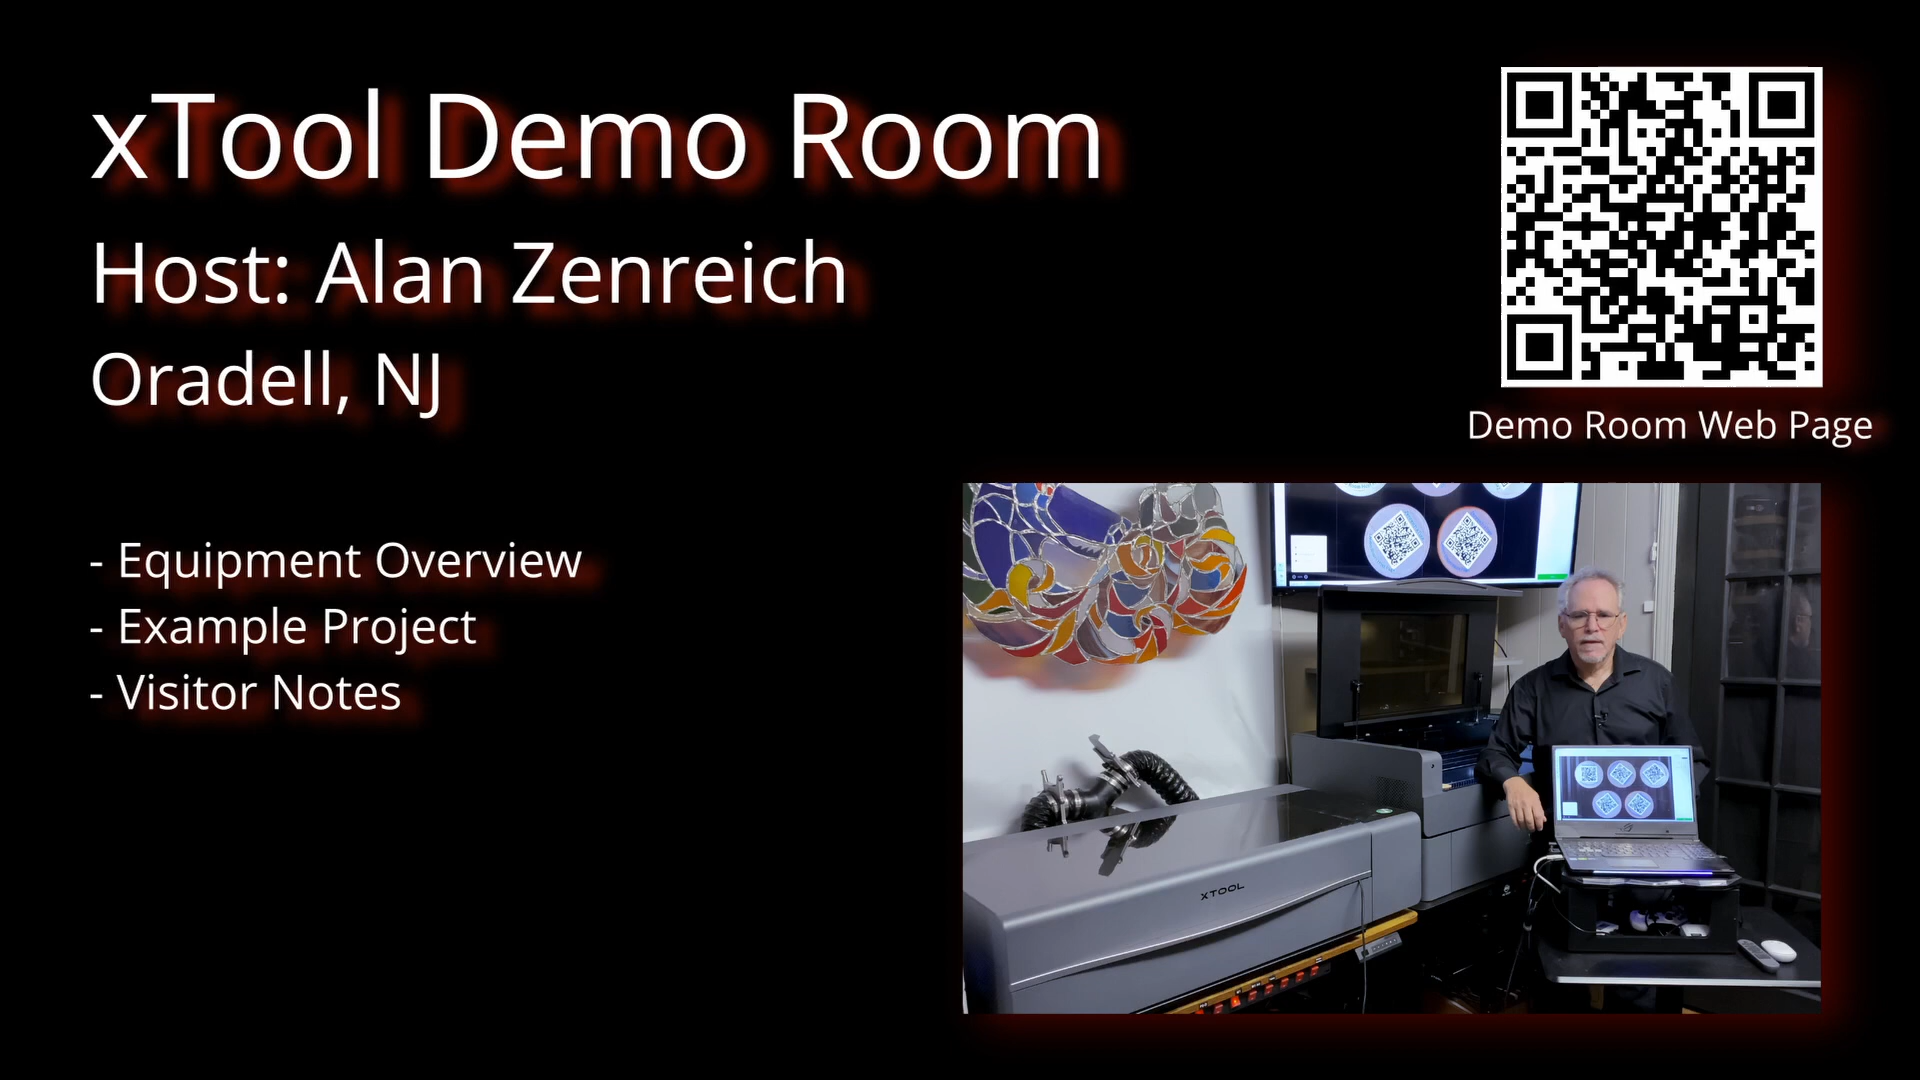 xTool Demo Room
Host: Alan Zenreich
Oradell, NJ
Demo Room Web Page
- Equipment Overview
- Example Project
- Visitor Notes
XTOOL